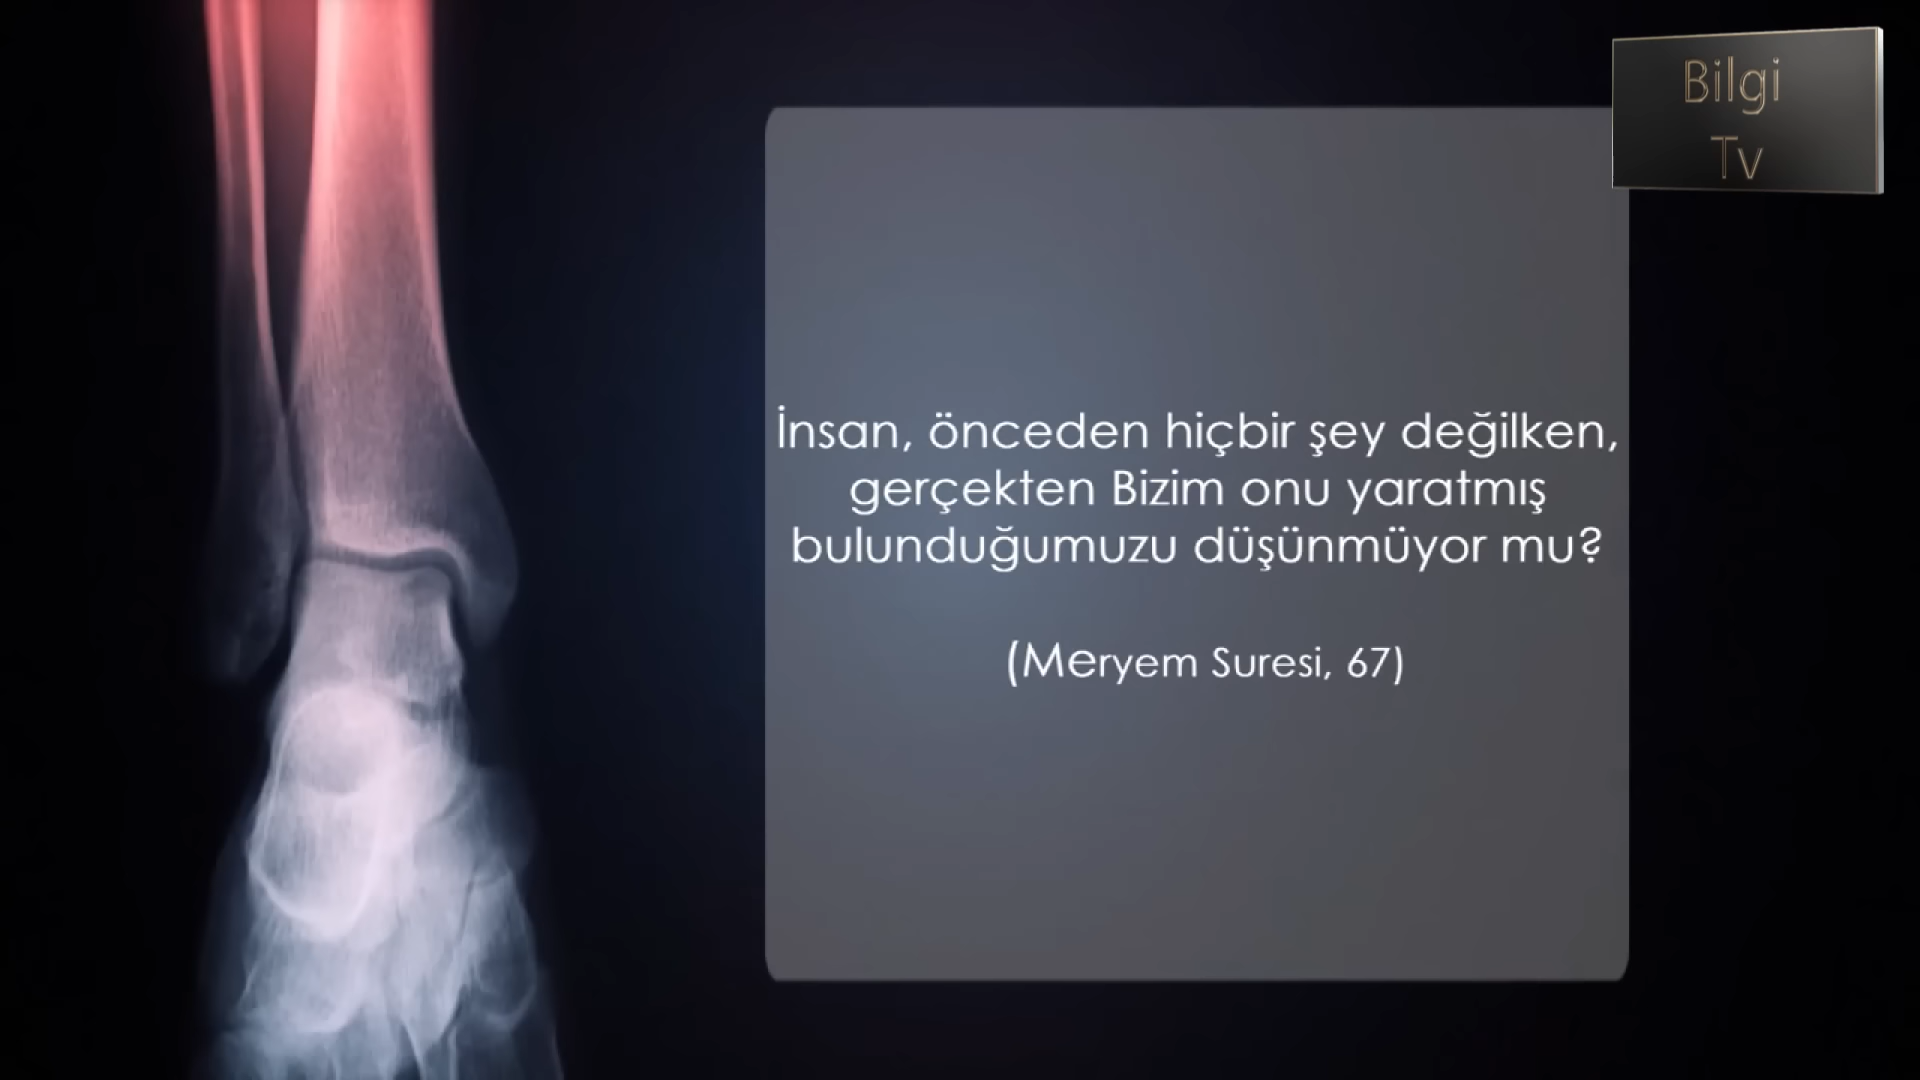 Bilgi
Tv
İnsan, önceden hiçbir şey değilken,
gerçekten Bizim onu yaratmış
bulunduğumuzu düşünmüyor mu?
(Meryem Suresi, 67)